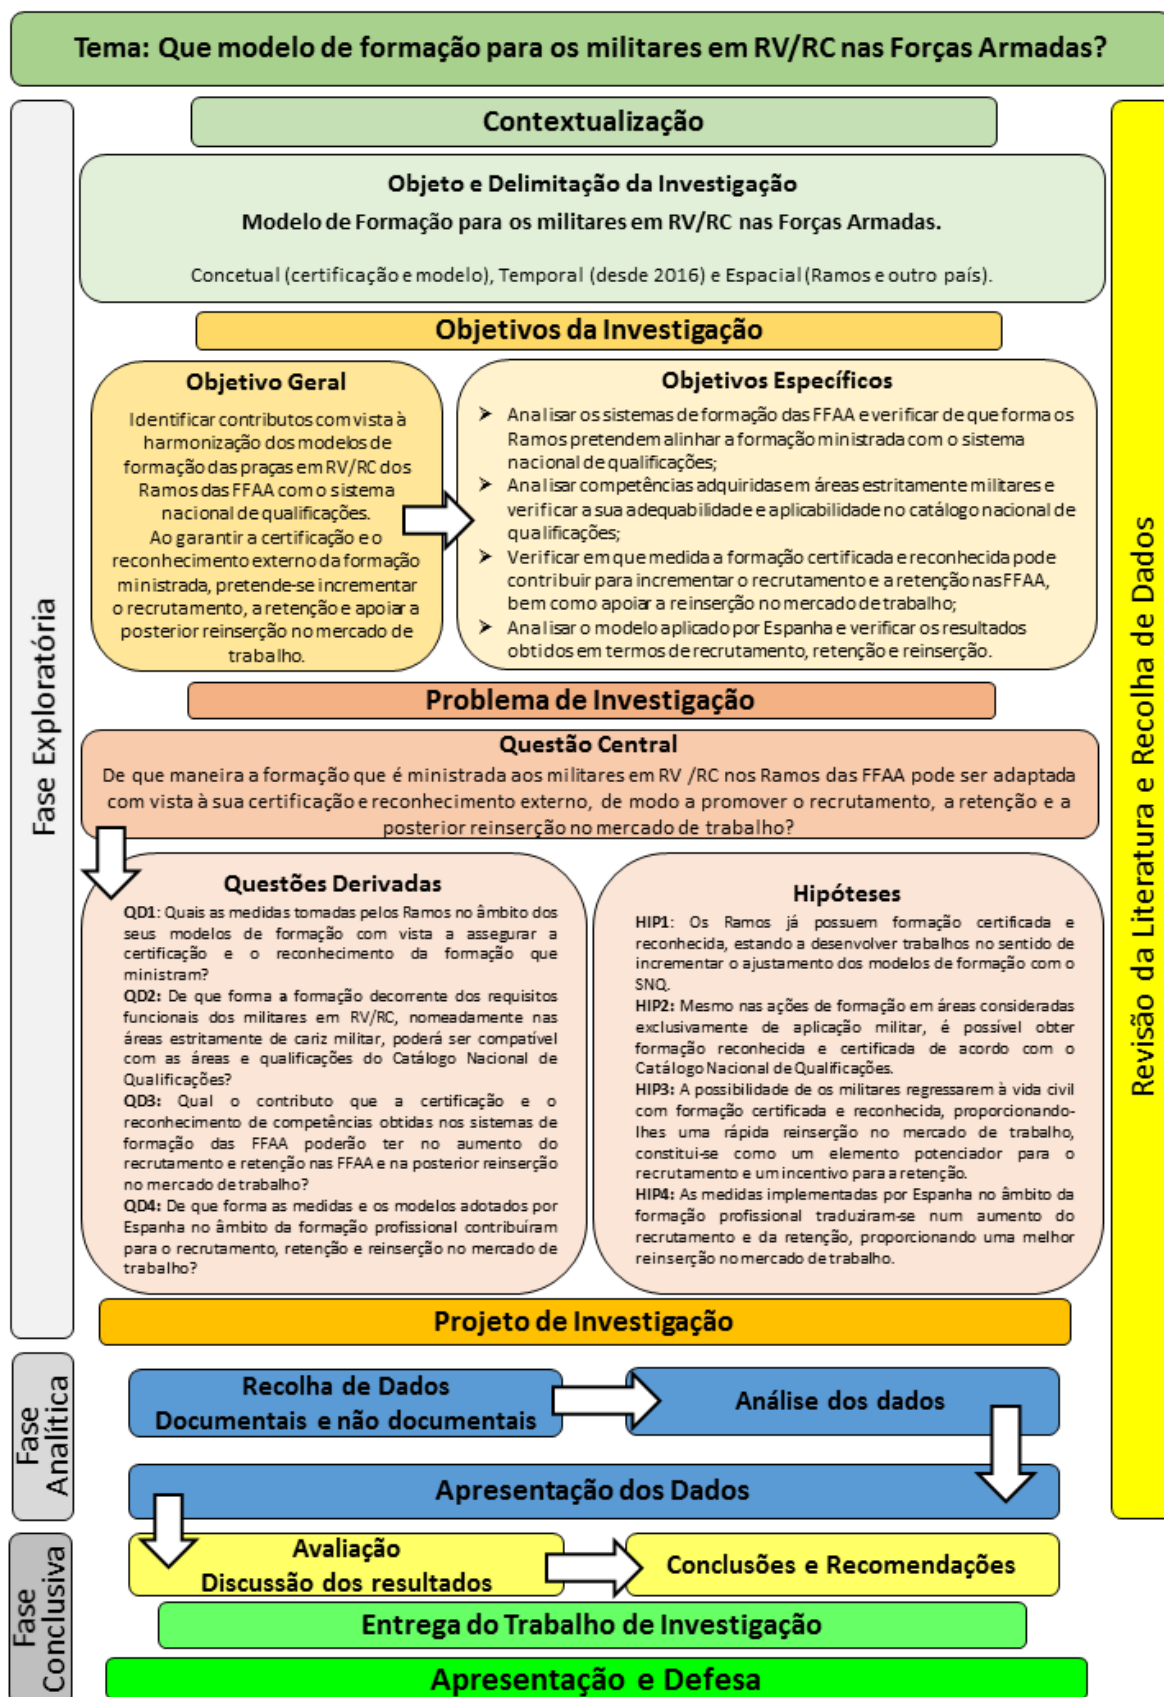 Tema: Que modelo de formação para os militares em RV/RC nas Forças Armadas?
Contextualização
Objeto e Delimitação da Investigação
Modelo de Formação para os militares em RV/RC nas Forças Armadas.
Concetual (certificação e modelo), Temporal (desde 2016) e Espacial (Ramos e outro país).
Objetivos da Investigação
Objetivo Geral
Identificar contributos com vista à
harmonização dos modelos de
formação das praças em RV/RC dos
Ramos das FFAA com o sistema
nacional de qualificações.
Ao garantir a certificação e o
reconhecimento externo da formação
ministrada, pretende-se incrementar
o recrutamento, a retenção e apoiar a
posterior reinserção no mercado de
trabalho.
Objetivos Específicos
➤ Analisar os sistemas de formação das FFAA e verificar de que forma os
Ramos pretendem alinhar a formação ministrada com o sistema
nacional de qualificações;
➤ Analisar competências adquiridas em áreas estritamente militares e
verificar a sua adequabilidade e aplicabilidade no catálogo nacional de
qualificações;
➤ Verificar em que medida a formação certificada e reconhecida pode
contribuir para incrementar o recrutamento e a retenção nas FFAA,
bem como apoiar a reinserção no mercado de trabalho;
➤ Analisar o modelo aplicado por Espanha e verificar os resultados
obtidos em termos de recrutamento, retenção e reinserção.
Problema de Investigação
Questão Central
De que maneira a formação que é ministrada aos militares em RV /RC nos Ramos das FFAA pode ser adaptada
com vista à sua certificação e reconhecimento externo, de modo a promover o recrutamento, a retenção e a
posterior reinserção no mercado de trabalho?
Questões Derivadas
QD1: Quais as medidas tomadas pelos Ramos no âmbito dos
seus modelos de formação com vista a assegurar a
certificação e o reconhecimento da formação que
ministram?
QD2: De que forma a formação decorrente dos requisitos
funcionais dos militares em RV/RC, nomeadamente nas
áreas estritamente de cariz militar, poderá ser compatível
com as áreas e qualificações do Catálogo Nacional de
Qualificações?
QD3: Qual o contributo que a certificação e o
reconhecimento de competências obtidas nos sistemas de
formação das FFAA poderão ter no aumento do
recrutamento e retenção nas FFAA e na posterior reinserção
no mercado de trabalho?
QD4: De que forma as medidas e os modelos adotados por
Espanha no âmbito da formação profissional contribuíram
para o recrutamento, retenção e reinserção no mercado de
trabalho?
Hipóteses
HIP1: Os Ramos já possuem formação certificada e
reconhecida, estando a desenvolver trabalhos no sentido de
incrementar o ajustamento dos modelos de formação com o
SNQ.
HIP2: Mesmo nas ações de formação em áreas consideradas
exclusivamente de aplicação militar, é possível obter
formação reconhecida e certificada de acordo com o
Catálogo Nacional de Qualificações.
HIP3: A possibilidade de os militares regressarem à vida civil
com formação certificada e reconhecida, proporcionando-
lhes uma rápida reinserção no mercado de trabalho,
constitui-se como um elemento potenciador para o
recrutamento e um incentivo para a retenção.
HIP4: As medidas implementadas por Espanha no âmbito da
formação profissional traduziram-se num aumento do
recrutamento e da retenção, proporcionando uma melhor
reinserção no mercado de trabalho.
Projeto de Investigação
Fase Exploratória
Recolha de Dados
Documentais e não documentais
Análise dos dados
Apresentação dos Dados
Fase
Analítica
Revisão da Literatura e Recolha de Dados
Avaliação
Discussão dos resultados
Conclusões e Recomendações
Entrega do Trabalho de Investigação
Apresentação e Defesa
Fase
Conclusiva